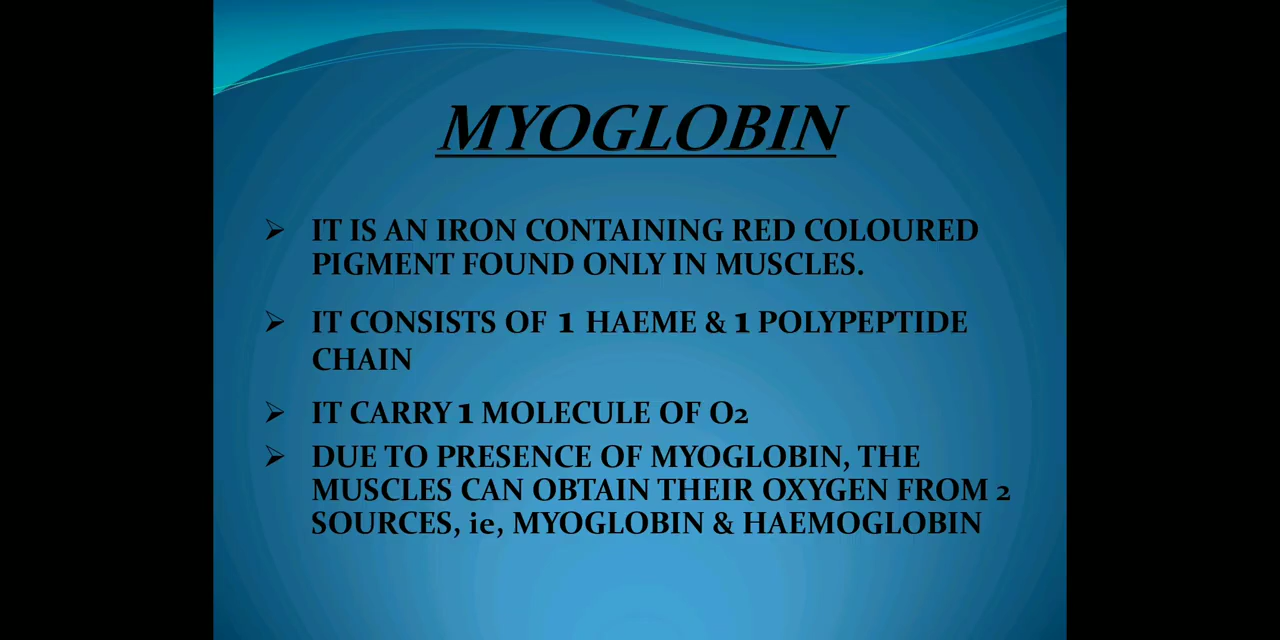 MYOGLOBIN
IT IS AN IRON CONTAINING RED COLOURED
PIGMENT FOUND ONLY IN MUSCLES.
IT CONSISTS OF 1 HAEME & 1 POLYPEPTIDE
CHAIN
IT CARRY 1 MOLECULE OF O2
DUE TO PRESENCE OF MYOGLOBIN, THE
MUSCLES CAN OBTAIN THEIR OXYGEN FROM 2
SOURCES, ie, MYOGLOBIN & HAEMOGLOBIN